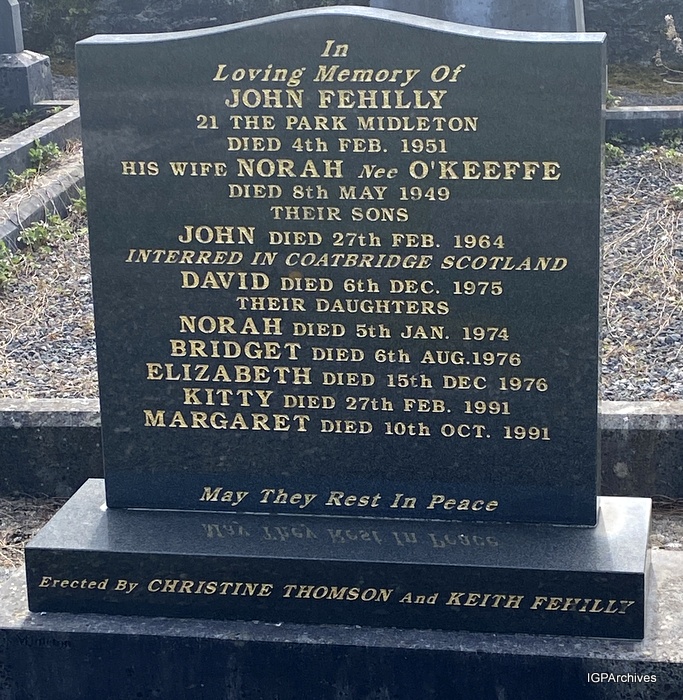 In
Loving Memory Of
JOHN FEHILLY
21 THE PARK MIDLETON
DIED 4th FEB. 1951
HIS WIFE NORAH Nee O'KEEFFE
DIED 8th MAY 1949
THEIR SONS
JOHN DIED 27th FEB. 1964
INTERRED IN COATBRIDGE SCOTLAND
DAVID DIED 6th DEC. 1975
THEIR DAUGHTERS
NORAH DIED 5th JAN. 1974
BRIDGET DIED 6th AUG.1976
ELIZABETH DIED 15th DEC 1976
KITTY DIED 27th FEB. 1991
MARGARET DIED 10th OCT. 1991
May They Rest In Peace
Erected By CHRISTINE THOMSON And KEITH FEHILLY
IGPArchives